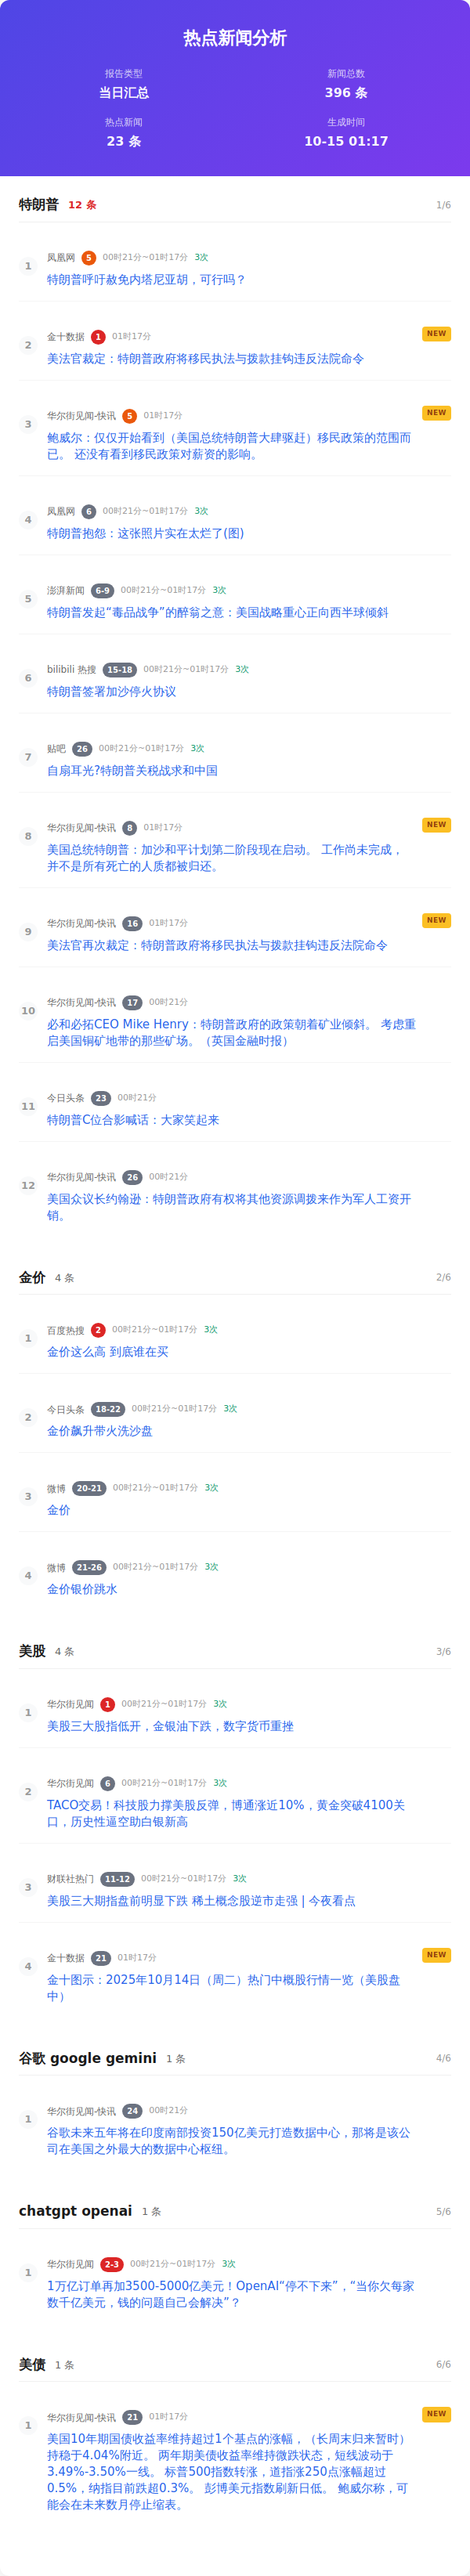 热点新闻分析
报告类型
新闻总数
当日汇总
396 条
热点新闻
生成时间
23 条
10-15 01:17
特朗普 12 条 1/6
1
凤凰网 5 00时21分~01时17分 3次
特朗普呼吁赦免内塔尼亚胡，可行吗？
2
金十数据 1 01时17分 NEW
美法官裁定：特朗普政府将移民执法与拨款挂钩违反法院命令
3
华尔街见闻-快讯 5 01时17分 NEW
鲍威尔：仅仅开始看到（美国总统特朗普大肆驱赶）移民政策的范围而
已。 还没有看到移民政策对薪资的影响。
4
凤凰网 6 00时21分~01时17分 3次
特朗普抱怨：这张照片实在太烂了(图)
5
澎湃新闻 6-9 00时21分~01时17分 3次
特朗普发起“毒品战争”的醉翁之意：美国战略重心正向西半球倾斜
6
bilibili 热搜 15-18 00时21分~01时17分 3次
特朗普签署加沙停火协议
7
贴吧 26 00时21分~01时17分 3次
自扇耳光?特朗普关税战求和中国
8
华尔街见闻-快讯 8 01时17分 NEW
美国总统特朗普：加沙和平计划第二阶段现在启动。 工作尚未完成，
并不是所有死亡的人质都被归还。
9
华尔街见闻-快讯 16 01时17分 NEW
美法官再次裁定：特朗普政府将移民执法与拨款挂钩违反法院命令
10
华尔街见闻-快讯 17 00时21分
必和必拓CEO Mike Henry：特朗普政府的政策朝着矿业倾斜。 考虑重
启美国铜矿地带的那些矿场。（英国金融时报）
11
今日头条 23 00时21分
特朗普C位合影喊话：大家笑起来
12
华尔街见闻-快讯 26 00时21分
美国众议长约翰逊：特朗普政府有权将其他资源调拨来作为军人工资开
销。
金价 4 条 2/6
1
百度热搜 2 00时21分~01时17分 3次
金价这么高 到底谁在买
2
今日头条 18-22 00时21分~01时17分 3次
金价飙升带火洗沙盘
3
微博 20-21 00时21分~01时17分 3次
金价
4
微博 21-26 00时21分~01时17分 3次
金价银价跳水
美股 4 条 3/6
1
华尔街见闻 1 00时21分~01时17分 3次
美股三大股指低开，金银油下跌，数字货币重挫
2
华尔街见闻 6 00时21分~01时17分 3次
TACO交易！科技股力撑美股反弹，博通涨近10%，黄金突破4100关
口，历史性逼空助白银新高
3
财联社热门 11-12 00时21分~01时17分 3次
美股三大期指盘前明显下跌 稀土概念股逆市走强 | 今夜看点
4
金十数据 21 01时17分 NEW
金十图示：2025年10月14日（周二）热门中概股行情一览（美股盘
中）
谷歌 google gemini 1 条 4/6
1
华尔街见闻-快讯 24 00时21分
谷歌未来五年将在印度南部投资150亿美元打造数据中心，那将是该公
司在美国之外最大的数据中心枢纽。
chatgpt openai 1 条 5/6
1
华尔街见闻 2-3 00时21分~01时17分 3次
1万亿订单再加3500-5000亿美元！OpenAI“停不下来”，“当你欠每家
数千亿美元，钱的问题自己会解决”？
美债 1 条 6/6
1
华尔街见闻-快讯 21 01时17分 NEW
美国10年期国债收益率维持超过1个基点的涨幅，（长周末归来暂时）
持稳于4.04%附近。 两年期美债收益率维持微跌状态，短线波动于
3.49%-3.50%一线。 标普500指数转涨，道指涨250点涨幅超过
0.5%，纳指目前跌超0.3%。 彭博美元指数刷新日低。 鲍威尔称，可
能会在未来数月停止缩表。